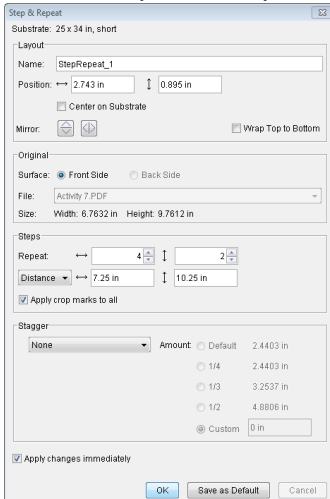 Step & Repeat
Substrate: 25 x 34 in, short
Layout
Name: StepRepeat_1
Position: ↔ 2.743 in ↕ 0.895 in
Center on Substrate
Mirror: Wrap Top to Bottom
Original
Surface: Front Side Back Side
File: Activity 7.PDF
Size: Width: 6.7632 in Height: 9.7612 in
Steps
Repeat: ↔ 4 ↕ 2
Distance ↔ 7.25 in ↕ 10.25 in
Apply crop marks to all
Stagger
None Amount: Default 2.4403 in
1/4 2.4403 in
1/3 3.2537 in
1/2 4.8806 in
Custom 0 in
Apply changes immediately
OK Save as Default Cancel